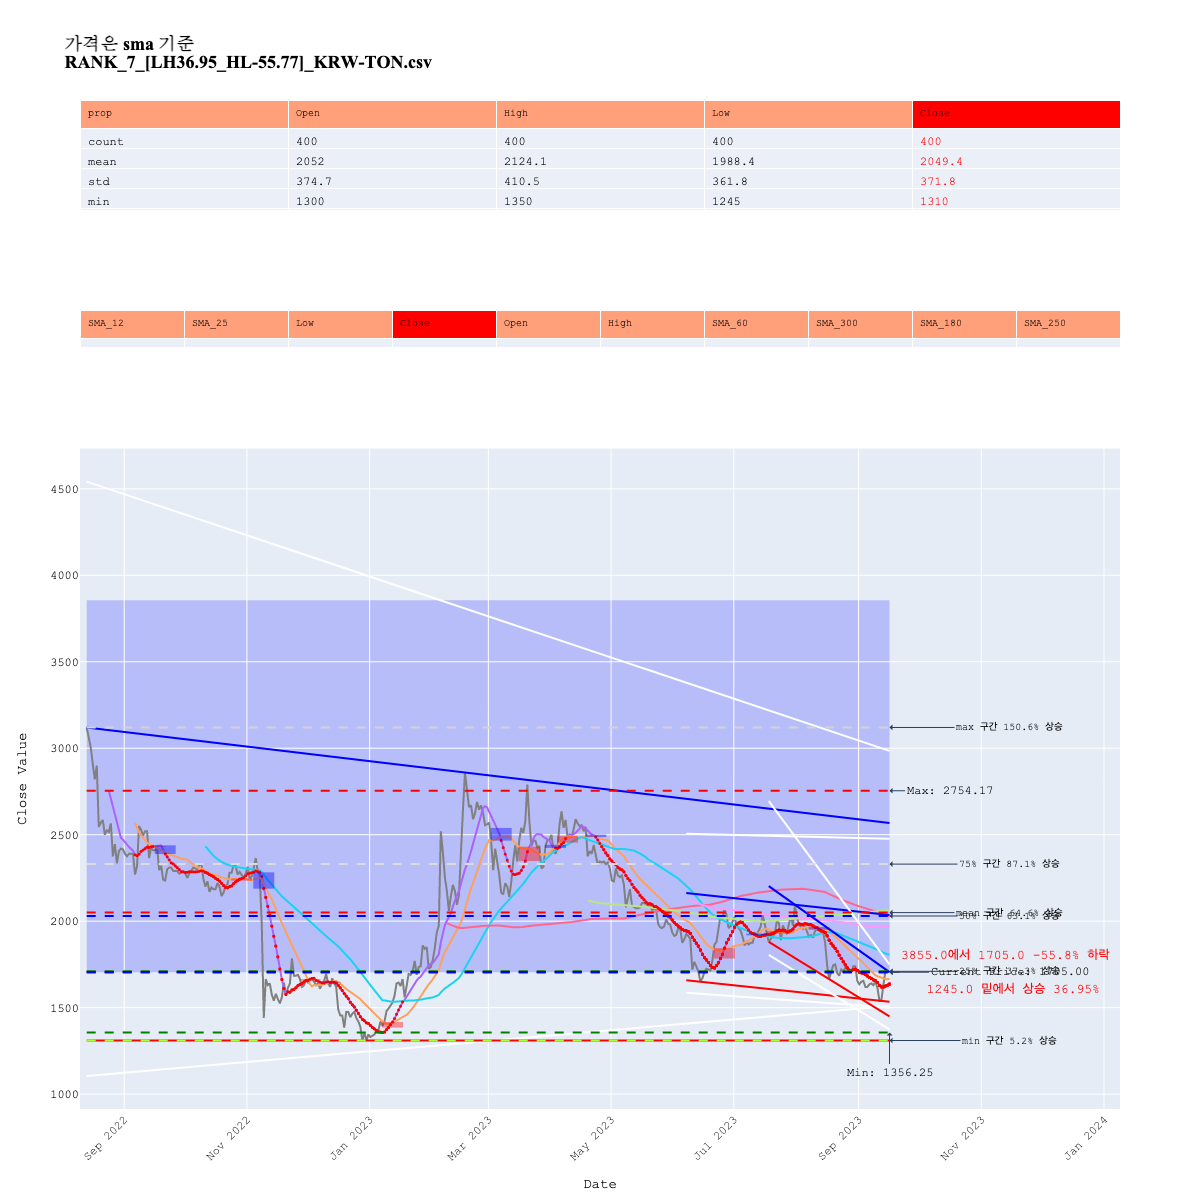 가격은 sma 기준
RANK_7_[LH36.95_HL-55.77]_KRW-TON.csv
prop Open High Low Close
count 400 400 400 400
mean 2052 2124.1 1988.4 2049.4
std 374.7 410.5 361.8 371.8
min 1300 1350 1245 1310
SMA_12 SMA_25 Low Close Open High SMA_60 SMA_300 SMA_180 SMA_250
4500
4000
3500
3000
2500
2000
1500
1000
Close Value
max 구간 150.6% 상승
Max: 2754.17
75% 구간 87.1% 상승
3855.0에서 1705.0 -55.8% 하락
1245.0 밑에서 상승 36.95%
min 구간 5.2% 상승
Min: 1356.25
Sep 2022
Nov 2022
Jan 2023
Mar 2023
May 2023
Jul 2023
Sep 2023
Nov 2023
Jan 2024
Date